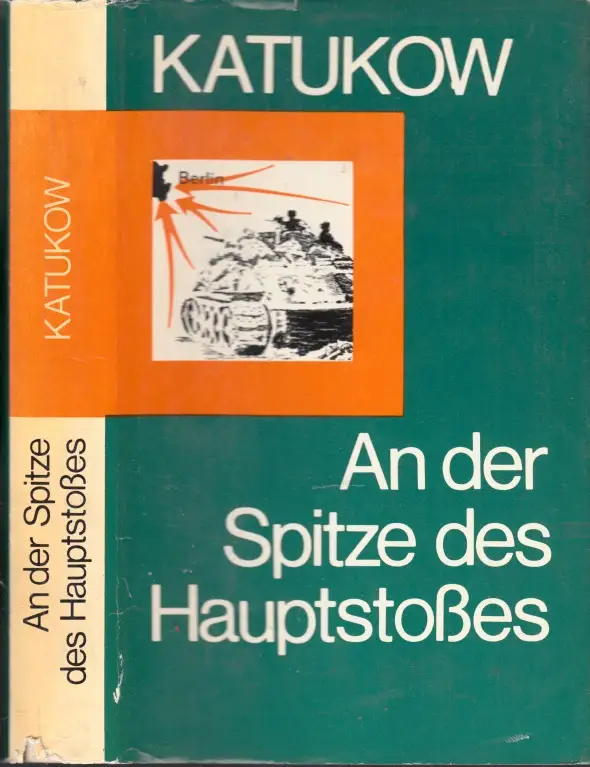 KATUKOW
Berlin
An der
Spitze des
Hauptstoßes
KATUKOW
An der Spitze
des Hauptstoßes